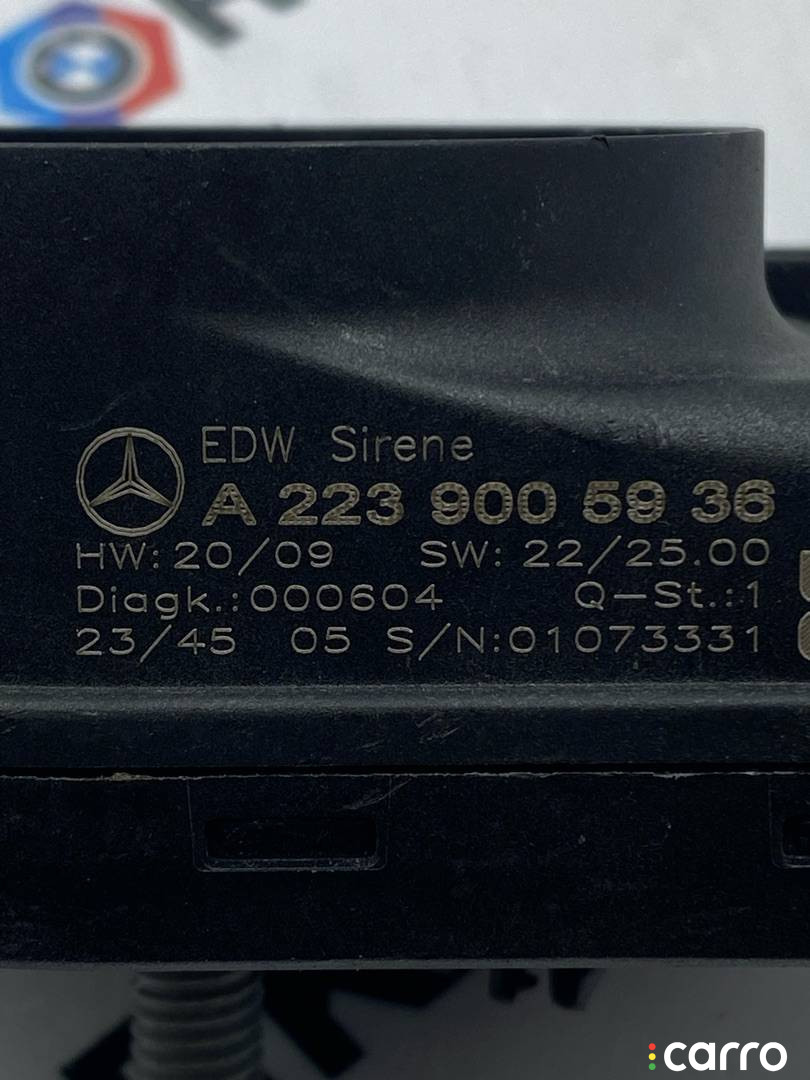 EDW Sirene
A 223 900 59 36
HW: 20/09 SW: 22/25.00
Diagk.:000604 Q-St.:1
23/45 05 S/N:01073331
carro